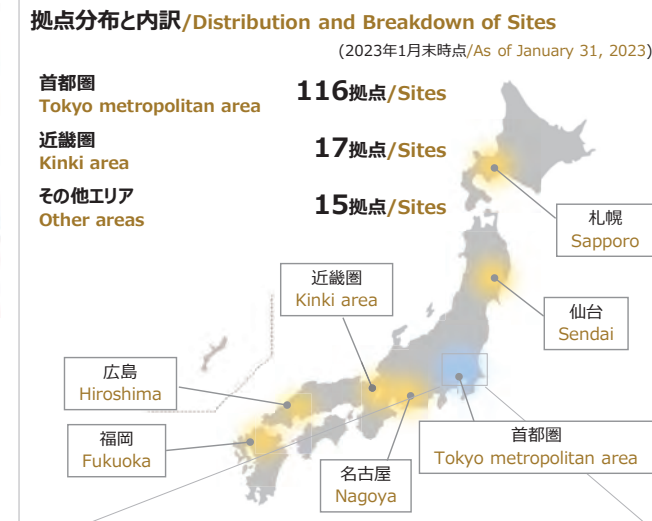 拠点分布と内訳/Distribution and Breakdown of Sites
(2023年1月末時点/As of January 31, 2023)
首都圏
Tokyo metropolitan area
116拠点/Sites
近畿圏
Kinki area
17拠点/Sites
その他エリア
Other areas
15拠点/Sites
札幌
Sapporo
近畿圏
Kinki area
仙台
Sendai
広島
Hiroshima
福岡
Fukuoka
首都圏
Tokyo metropolitan area
名古屋
Nagoya